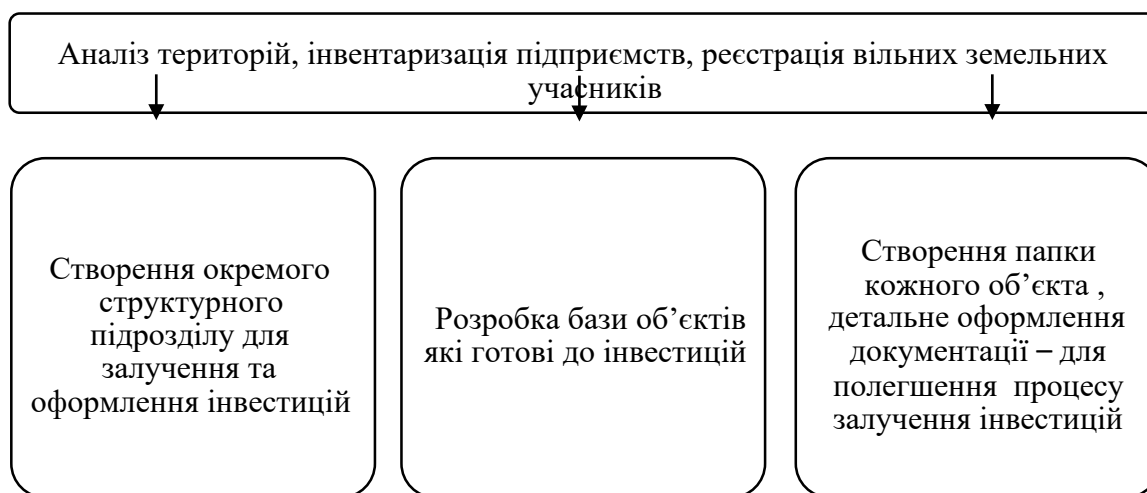 Аналіз територій, інвентаризація підприємств, реєстрація вільних земельних
учасників
Створення окремого
структурного
підрозділу для
залучення та
оформлення інвестицій
Розробка бази об’єктів
які готові до інвестицій
Створення папки
кожного об’єкта ,
детальне оформлення
документації – для
полегшення процесу
залучення інвестицій